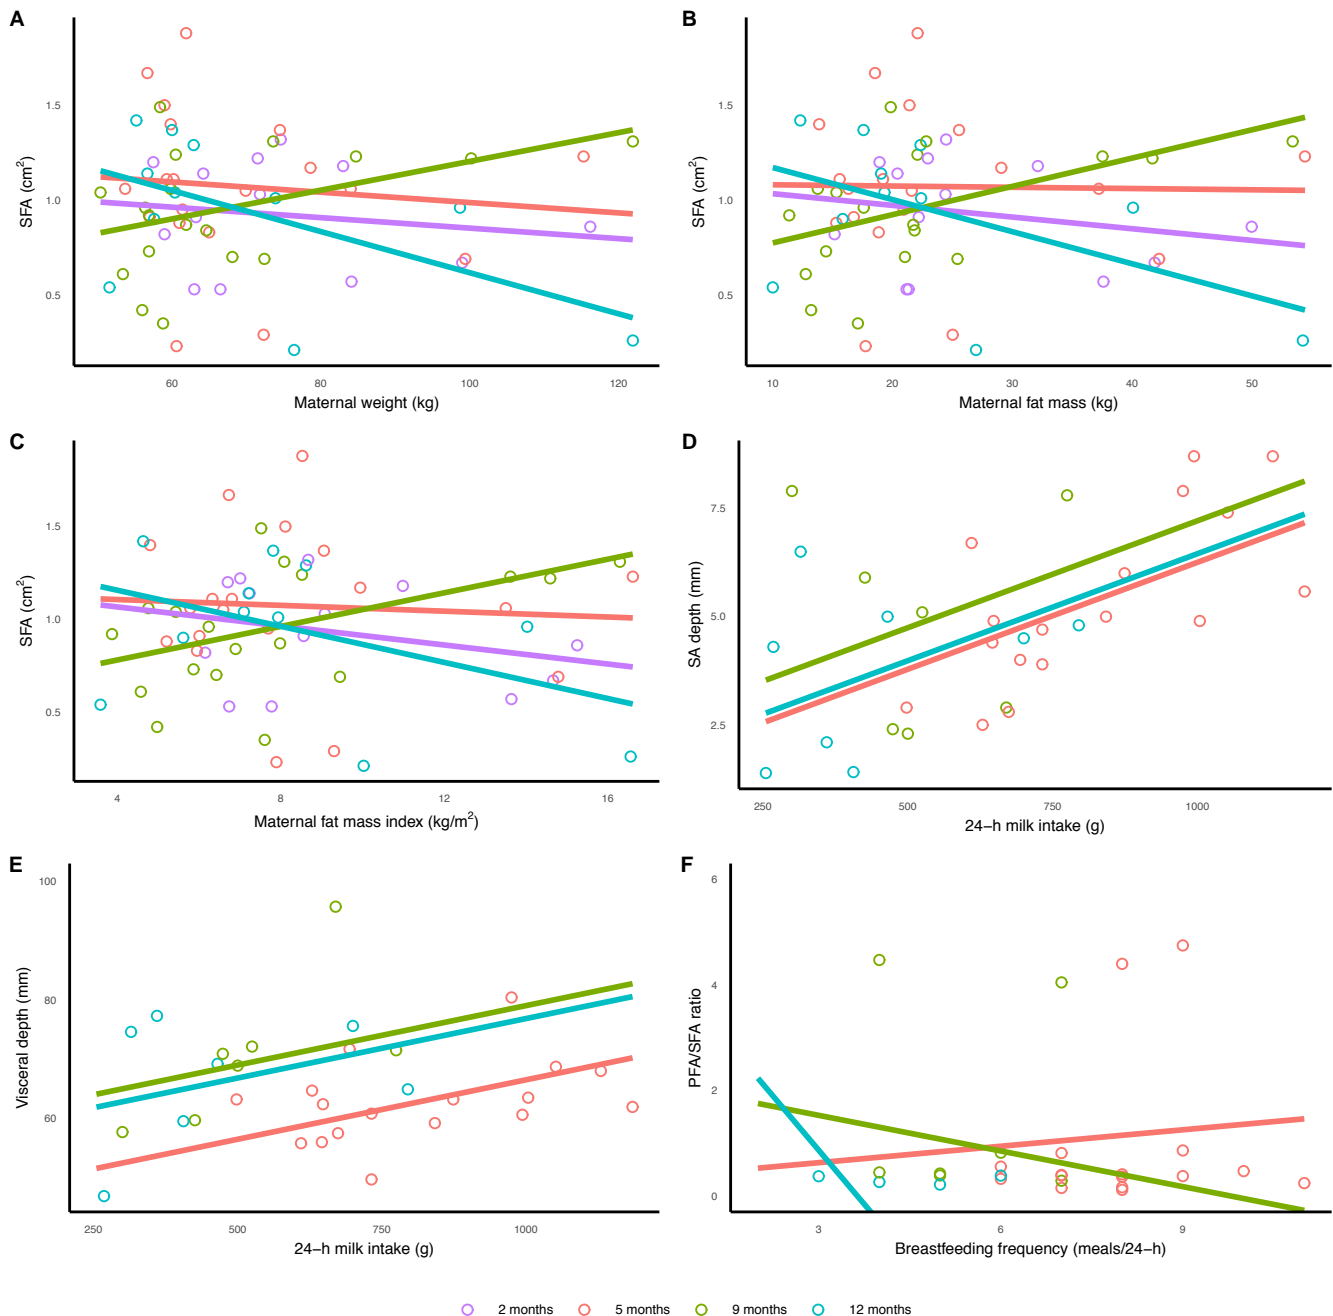 A
SFA (cm²)
1.5
1.0
0.5
60 80 100 120
Maternal weight (kg)
B
SFA (cm²)
1.5
1.0
0.5
10 20 30 40 50
Maternal fat mass (kg)
C
SFA (cm²)
1.5
1.0
0.5
4 8 12 16
Maternal fat mass index (kg/m²)
D
SA depth (mm)
7.5
5.0
2.5
250 500 750 1000
24−h milk intake (g)
E
Visceral depth (mm)
100
80
60
250 500 750 1000
24−h milk intake (g)
F
PFA/SFA ratio
6
4
2
0
3 6 9
Breastfeeding frequency (meals/24−h)
2 months 5 months 9 months 12 months